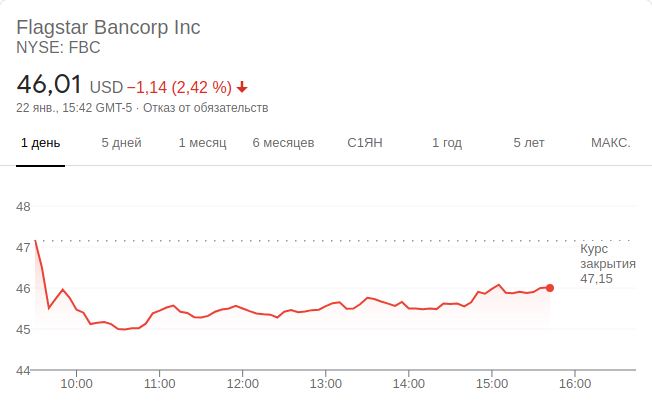 Flagstar Bancorp Inc
NYSE: FBC
46,01 USD −1,14 (2,42 %)
22 янв., 15:42 GMT-5 · Отказ от обязательств
1 день 5 дней 1 месяц 6 месяцев С1ЯН 1 год 5 лет МАКС.
48
47
Курс
закрытия
47,15
46
45
44
10:00 11:00 12:00 13:00 14:00 15:00 16:00